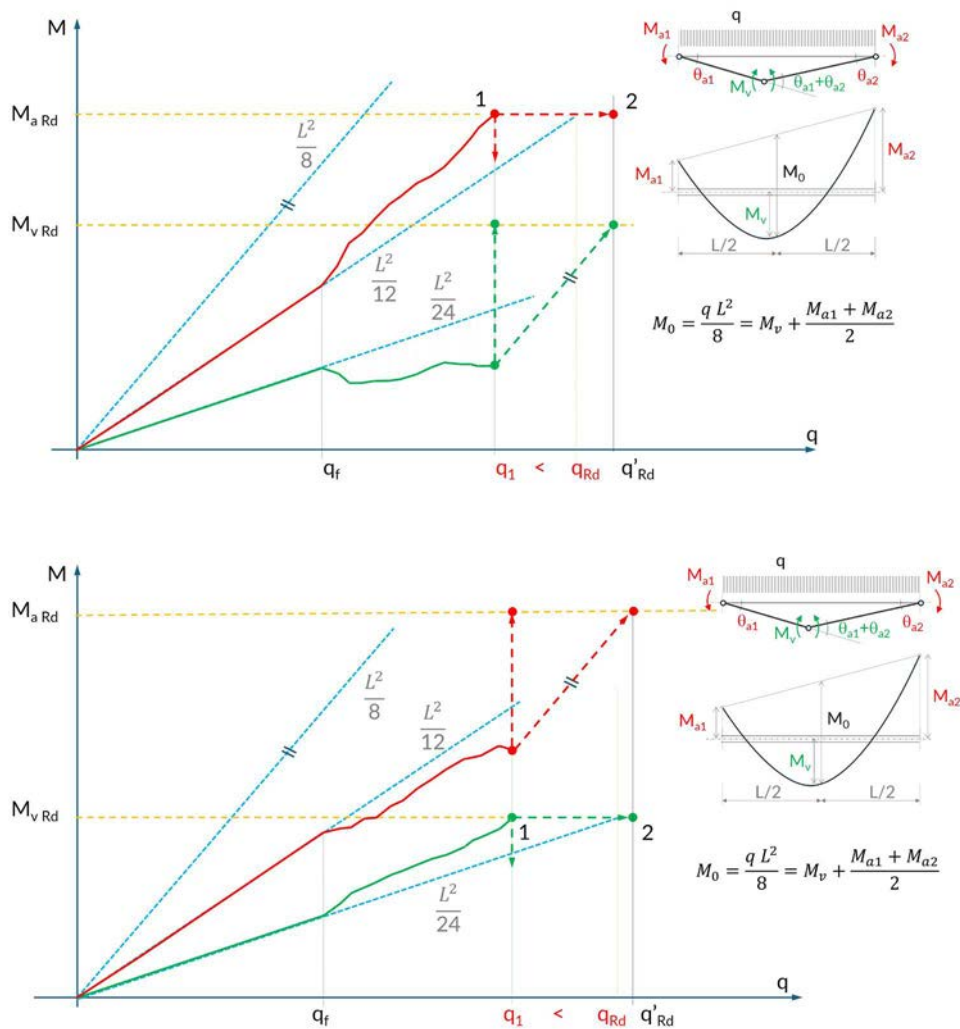 M
q
M_a1
M_a2
θ_a1
M_v
θ_a1+θ_a2
θ_a2
1
2
M_a Rd
L²/8
M_a1
M_0
M_a2
M_v Rd
M_v
L/2
L/2
L²/12
L²/24
M_0 = q L²/8 = M_v + (M_a1 + M_a2)/2
q
q_f
q_1 < q_Rd
q'_Rd
M
q
M_a1
M_a2
M_a Rd
θ_a1
M_v
θ_a1+θ_a2
θ_a2
L²/8
L²/12
M_a1
M_0
M_a2
M_v
L/2
L/2
M_v Rd
1
2
L²/24
M_0 = q L²/8 = M_v + (M_a1 + M_a2)/2
q
q_f
q_1 < q_Rd
q'_Rd